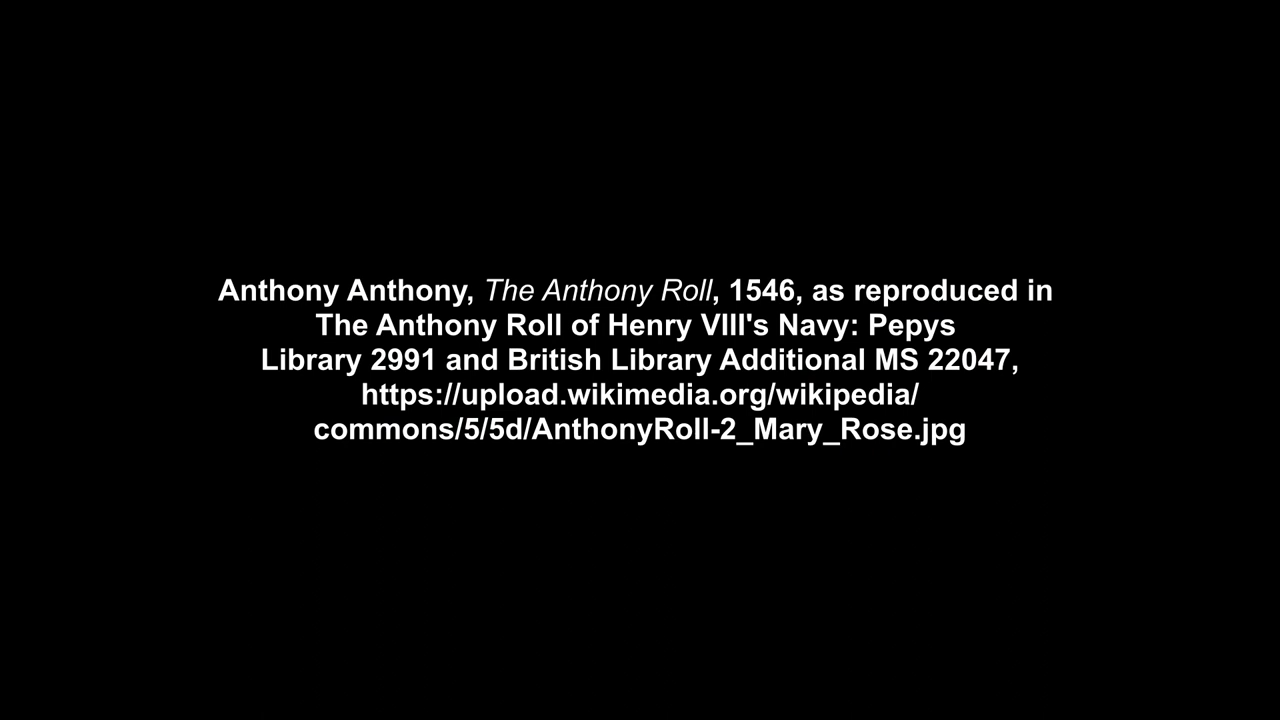 Anthony Anthony, The Anthony Roll, 1546, as reproduced in
The Anthony Roll of Henry VIII's Navy: Pepys
Library 2991 and British Library Additional MS 22047,
https://upload.wikimedia.org/wikipedia/
commons/5/5d/AnthonyRoll-2_Mary_Rose.jpg